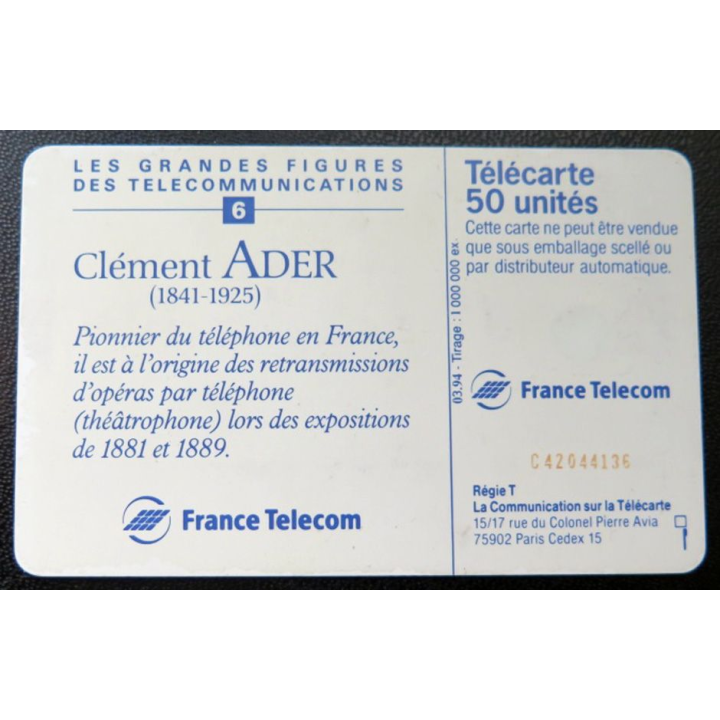 LES GRANDES FIGURES
DES TELECOMMUNICATIONS
6
Clément ADER
(1841-1925)
Pionnier du téléphone en France,
il est à l'origine des retransmissions
d'opéras par téléphone
(théâtrophone) lors des expositions
de 1881 et 1889.
France Telecom
03.94 - Tirage : 1 000 000 ex.
Télécarte
50 unités
Cette carte ne peut être vendue
que sous emballage scellé ou
par distributeur automatique.
France Telecom
C42044136
Régie T
La Communication sur la Télécarte
15/17 rue du Colonel Pierre Avia
75902 Paris Cedex 15